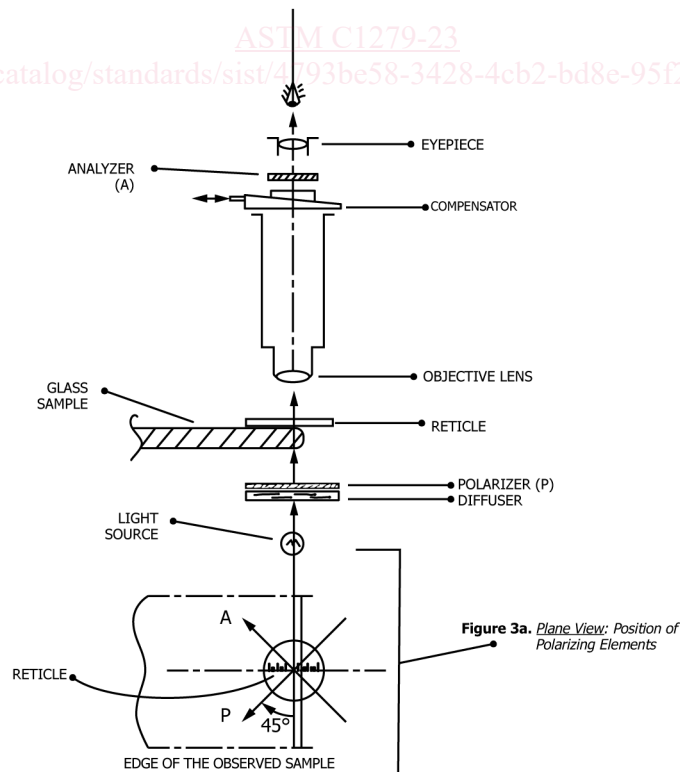 ASTM C1279-23
catalog/standards/sist/4793be58-3428-4cb2-bd8e-95f2
EYEPIECE
ANALYZER
(A)
COMPENSATOR
OBJECTIVE LENS
GLASS
SAMPLE
RETICLE
POLARIZER (P)
DIFFUSER
LIGHT
SOURCE
A
Figure 3a. Plane View: Position of
Polarizing Elements
RETICLE
P
45°
EDGE OF THE OBSERVED SAMPLE